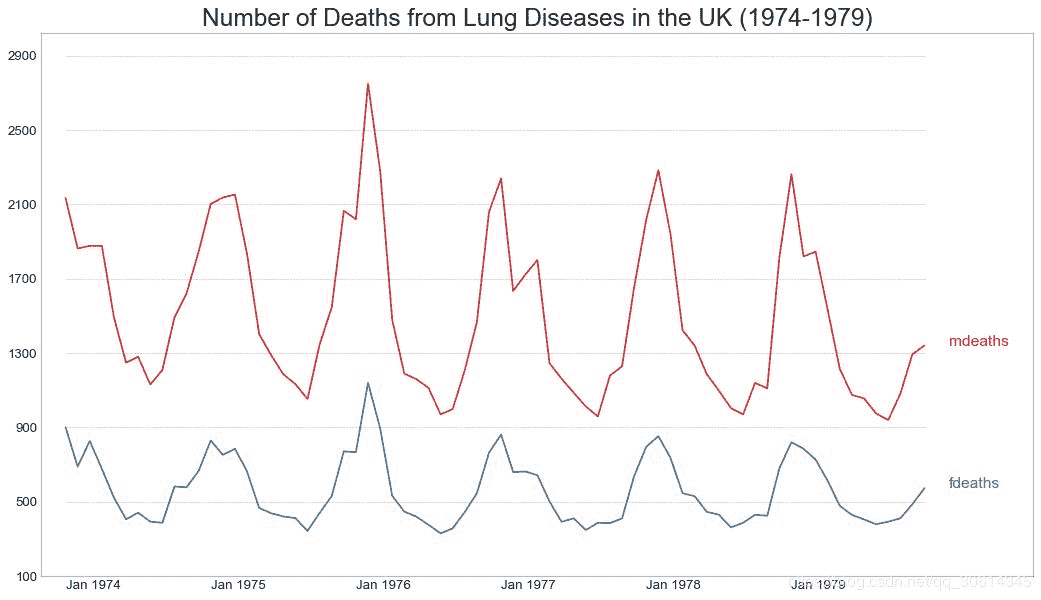 Number of Deaths from Lung Diseases in the UK (1974-1979)
2900
2500
2100
1700
1300
900
500
100
mdeaths
fdeaths
Jan 1974 Jan 1975 Jan 1976 Jan 1977 Jan 1978 Jan 1979